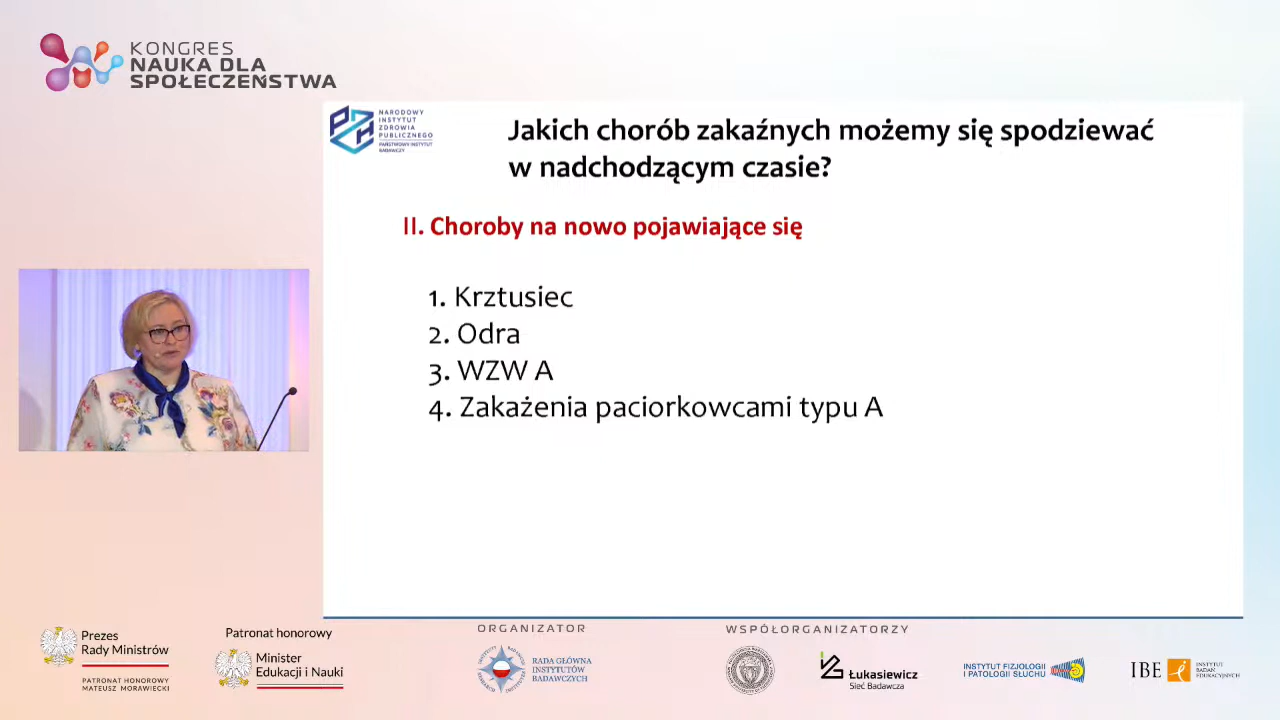 KONGRES
NAUKA DLA
SPOŁECZEŃSTWA
NARODOWY
INSTYTUT
ZDROWIA
PUBLICZNEGO
PAŃSTWOWY INSTYTUT
BADAWCZY
Jakich chorób zakaźnych możemy się spodziewać
w nadchodzącym czasie?
II. Choroby na nowo pojawiające się
1. Krztusiec
2. Odra
3. WZW A
4. Zakażenia paciorkowcami typu A
Prezes
Rady Ministrów
PATRONAT HONOROWY
MATEUSZ MORAWIECKI
Patronat honorowy
Minister
Edukacji i Nauki
ORGANIZATOR
RADA GŁÓWNA
INSTYTUTÓW
BADAWCZYCH
WSPÓŁORGANIZATORZY
Łukasiewicz
Sieć Badawcza
INSTYTUT FIZJOLOGII
I PATOLOGII SŁUCHU
IBE
INSTYTUT
BADAŃ
EDUKACYJNYCH